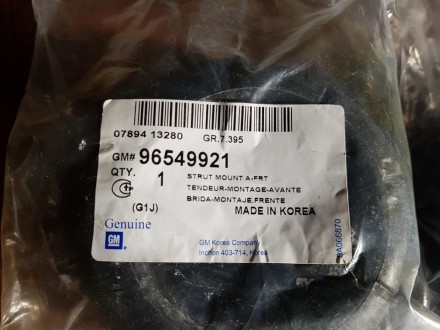 07894 13280 GR.7.395
GM# 96549921
QTY. 1 STRUT MOUNT A-FRT
TENDEUR-MONTAGE-AVANTE
BRIDA-MONTAJE,FRENTE
(G1J) MADE IN KOREA
Genuine
GM
GM Korea Company
Incheon 403-714, Korea